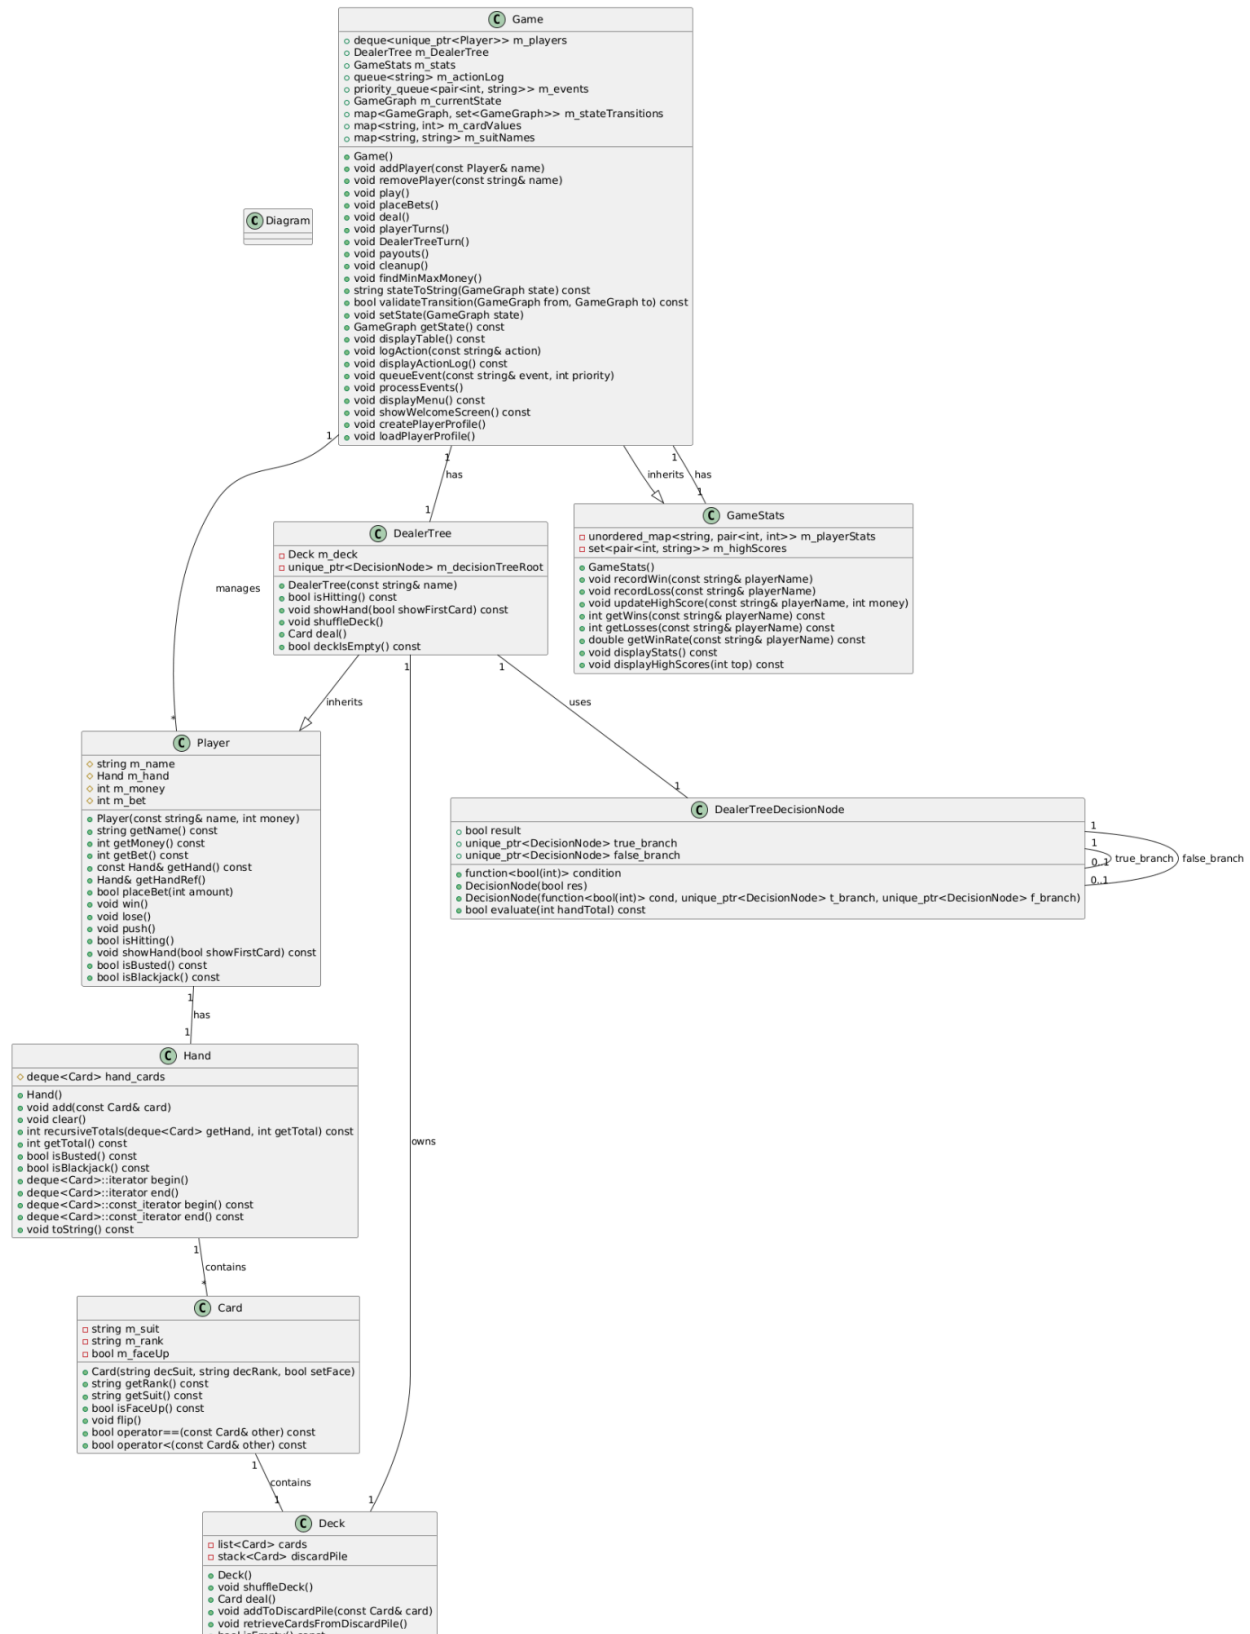 C Game
deque<unique_ptr<Player>> m_players
DealerTree m_DealerTree
GameStats m_stats
queue<string> m_actionLog
priority_queue<pair<int, string>> m_events
GameGraph m_currentState
map<GameGraph, set<GameGraph>> m_stateTransitions
map<string, int> m_cardValues
map<string, string> m_suitNames
Game()
void addPlayer(const Player& name)
void removePlayer(const string& name)
void play()
void placeBets()
void deal()
void playerTurns()
void DealerTreeTurn()
void payouts()
void cleanup()
void findMinMaxMoney()
string stateToString(GameGraph state) const
bool validateTransition(GameGraph from, GameGraph to) const
void setState(GameGraph state)
GameGraph getState() const
void displayTable() const
void logAction(const string& action)
void displayActionLog() const
void queueEvent(const string& event, int priority)
void processEvents()
void displayMenu() const
void showWelcomeScreen() const
void createPlayerProfile()
void loadPlayerProfile()
C Diagram
1
1
has
1
inherits
1
has
1
manages
*
C DealerTree
Deck m_deck
unique_ptr<DecisionNode> m_decisionTreeRoot
DealerTree(const string& name)
bool isHitting() const
void showHand(bool showFirstCard) const
void shuffleDeck()
Card deal()
bool deckIsEmpty() const
C GameStats
unordered_map<string, pair<int, int>> m_playerStats
set<pair<int, string>> m_highScores
GameStats()
void recordWin(const string& playerName)
void recordLoss(const string& playerName)
void updateHighScore(const string& playerName, int money)
int getWins(const string& playerName) const
int getLosses(const string& playerName) const
double getWinRate(const string& playerName) const
void displayStats() const
void displayHighScores(int top) const
inherits
1
1
uses
1
C Player
string m_name
Hand m_hand
int m_money
int m_bet
Player(const string& name, int money)
string getName() const
int getMoney() const
int getBet() const
const Hand& getHand() const
Hand& getHandRef()
bool placeBet(int amount)
void win()
void lose()
void push()
bool isHitting()
void showHand(bool showFirstCard) const
bool isBusted() const
bool isBlackjack() const
C DealerTreeDecisionNode
bool result
unique_ptr<DecisionNode> true_branch
unique_ptr<DecisionNode> false_branch
function<bool(int)> condition
DecisionNode(bool res)
DecisionNode(function<bool(int)> cond, unique_ptr<DecisionNode> t_branch, unique_ptr<DecisionNode> f_branch)
bool evaluate(int handTotal) const
1
1
0..1
true_branch
false_branch
0..1
1
has
1
C Hand
deque<Card> hand_cards
Hand()
void add(const Card& card)
void clear()
int recursiveTotals(deque<Card> getHand, int getTotal) const
int getTotal() const
bool isBusted() const
bool isBlackjack() const
deque<Card>::iterator begin()
deque<Card>::iterator end()
deque<Card>::const_iterator begin() const
deque<Card>::const_iterator end() const
void toString() const
owns
1
contains
*
C Card
string m_suit
string m_rank
bool m_faceUp
Card(string decSuit, string decRank, bool setFace)
string getRank() const
string getSuit() const
bool isFaceUp() const
void flip()
bool operator==(const Card& other) const
bool operator<(const Card& other) const
1
contains
1
1
C Deck
list<Card> cards
stack<Card> discardPile
Deck()
void shuffleDeck()
Card deal()
void addToDiscardPile(const Card& card)
void retrieveCardsFromDiscardPile()
bool isEmpty() const